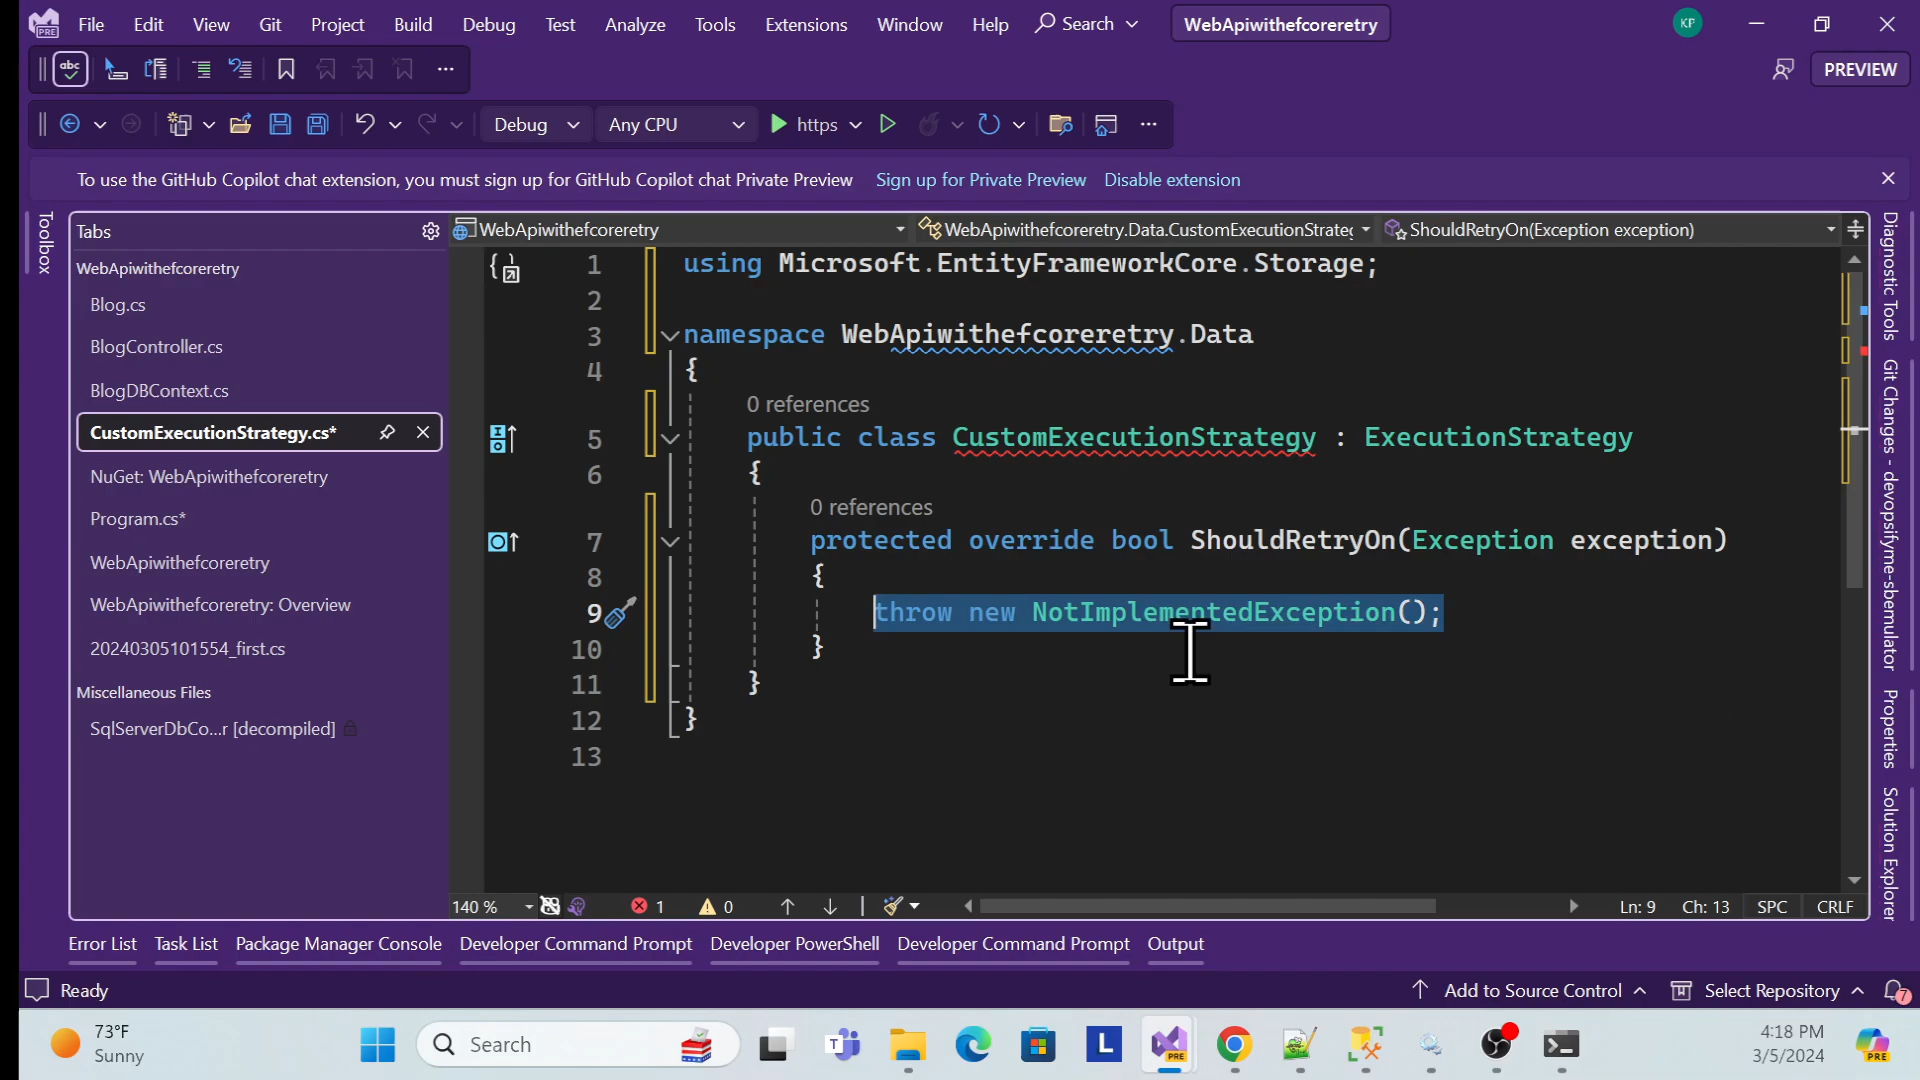 File Edit View Git Project Build Debug Test Analyze Tools Extensions Window Help Search WebApiwithefcoreretry KP
abc PREVIEW
Debug Any CPU https
To use the GitHub Copilot chat extension, you must sign up for GitHub Copilot chat Private Preview Sign up for Private Preview Disable extension
Toolbox
Tabs
WebApiwithefcoreretry
Blog.cs
BlogController.cs
BlogDBContext.cs
CustomExecutionStrategy.cs*
NuGet: WebApiwithefcoreretry
Program.cs*
WebApiwithefcoreretry
WebApiwithefcoreretry: Overview
20240305101554_first.cs
Miscellaneous Files
SqlServerDbCo...r [decompiled]
WebApiwithefcoreretry WebApiwithefcoreretry.Data.CustomExecutionStrateg ShouldRetryOn(Exception exception)
1 using Microsoft.EntityFrameworkCore.Storage;
2
3 namespace WebApiwithefcoreretry.Data
4 {
0 references
5 public class CustomExecutionStrategy : ExecutionStrategy
6 {
0 references
7 protected override bool ShouldRetryOn(Exception exception)
8 {
9 throw new NotImplementedException();
10 }
11 }
12 }
13
140 % 1 0 Ln: 9 Ch: 13 SPC CRLF
Diagnostic Tools
Git Changes - devopsifyme-sbemulator
Properties
Solution Explorer
Error List Task List Package Manager Console Developer Command Prompt Developer PowerShell Developer Command Prompt Output
Ready Add to Source Control Select Repository 7
73°F
Sunny
Search
PRE
4:18 PM
3/5/2024
PRE